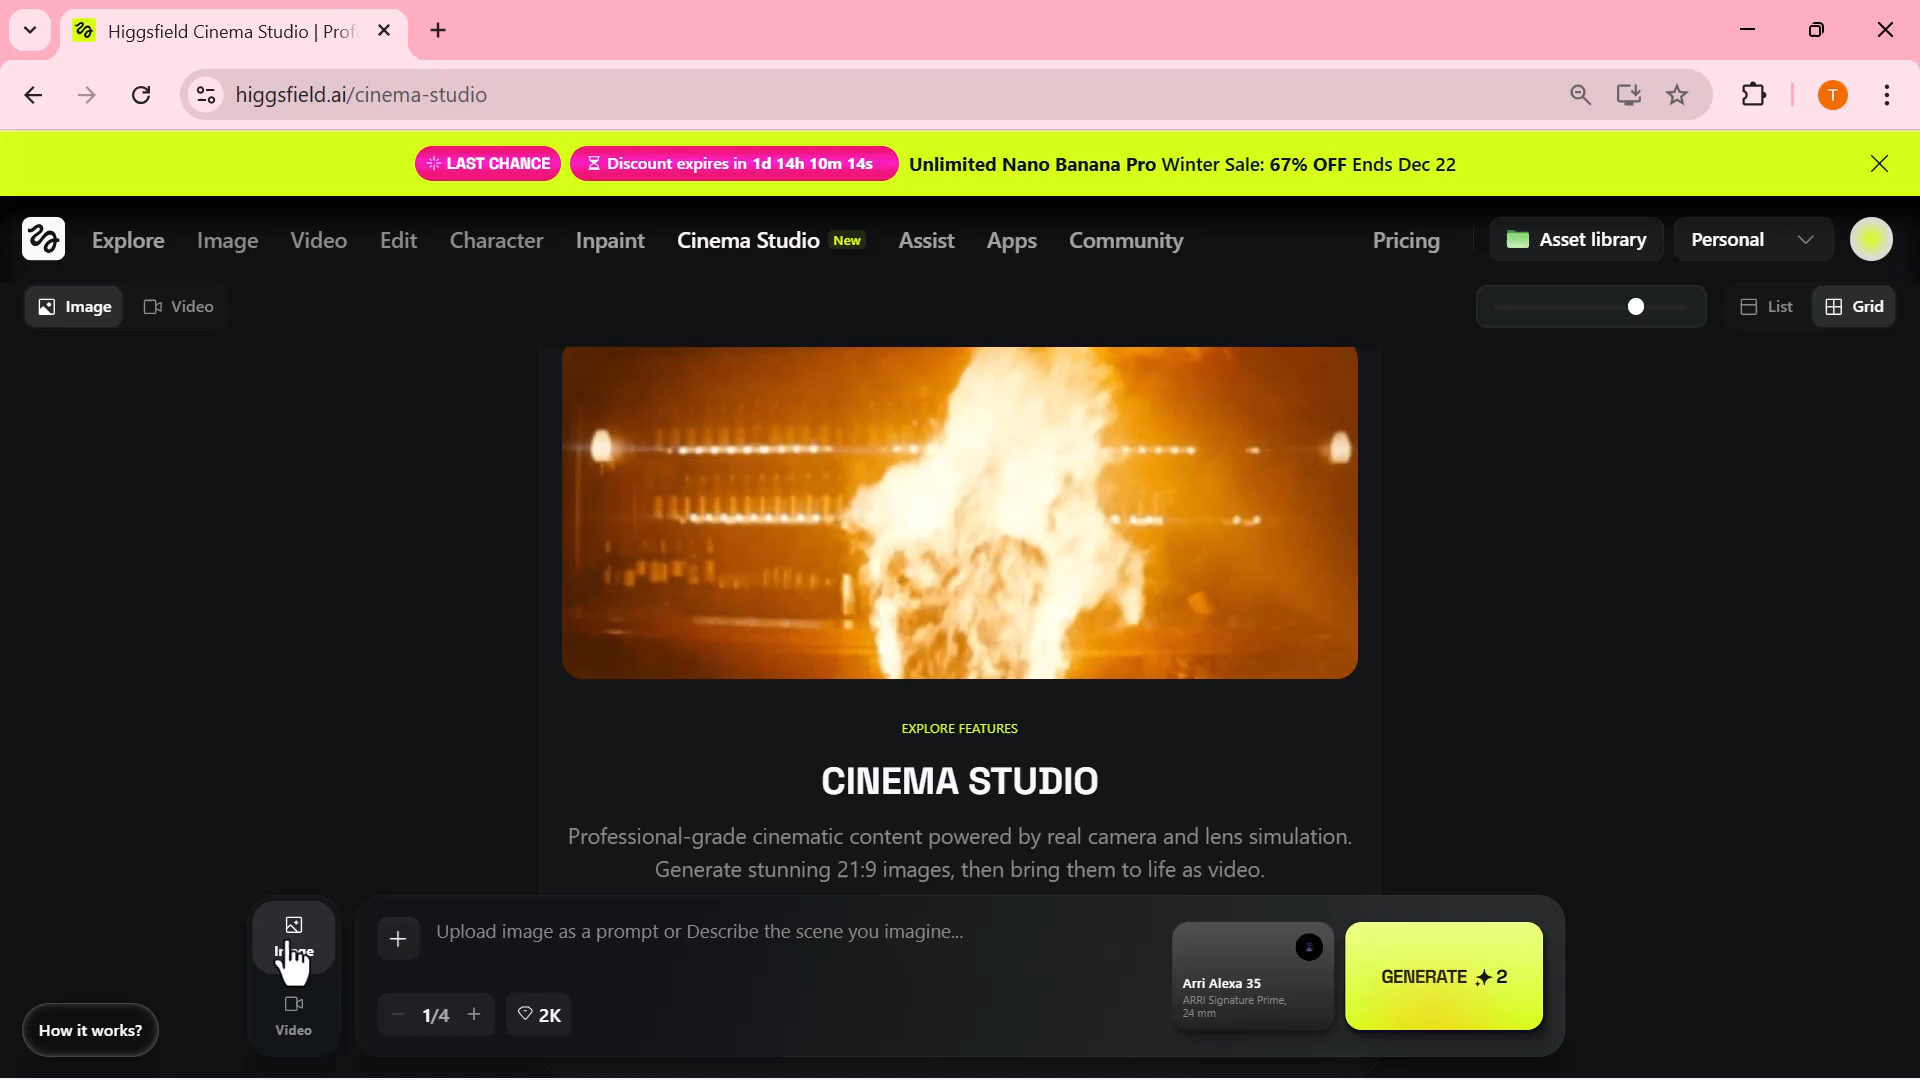 Higgsfield Cinema Studio | Prof
higgsfield.ai/cinema-studio
T
LAST CHANCE Discount expires in 1d 14h 10m 14s Unlimited Nano Banana Pro Winter Sale: 67% OFF Ends Dec 22
Explore Image Video Edit Character Inpaint Cinema Studio New Assist Apps Community Pricing Asset library Personal
Image Video List Grid
EXPLORE FEATURES
CINEMA STUDIO
Professional-grade cinematic content powered by real camera and lens simulation.
Generate stunning 21:9 images, then bring them to life as video.
Image
Video
Upload image as a prompt or Describe the scene you imagine...
1/4 2K
Arri Alexa 35
ARRI Signature Prime,
24 mm
GENERATE 2
How it works?